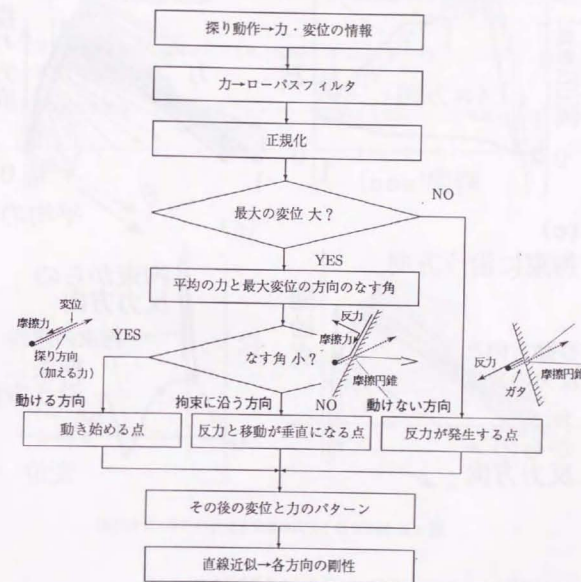 探り動作→力・変位の情報
力→ローパスフィルタ
正規化
最大の変位 大?
NO
YES
平均の力と最大変位の方向のなす角
変位
摩擦力
探り方向
(加える力)
YES
なす角 小?
反力
摩擦力
摩擦円錐
NO
反力
ガタ
摩擦円錐
動ける方向
拘束に沿う方向
動けない方向
動き始める点
反力と移動が垂直になる点
反力が発生する点
その後の変位と力のパターン
直線近似→各方向の剛性